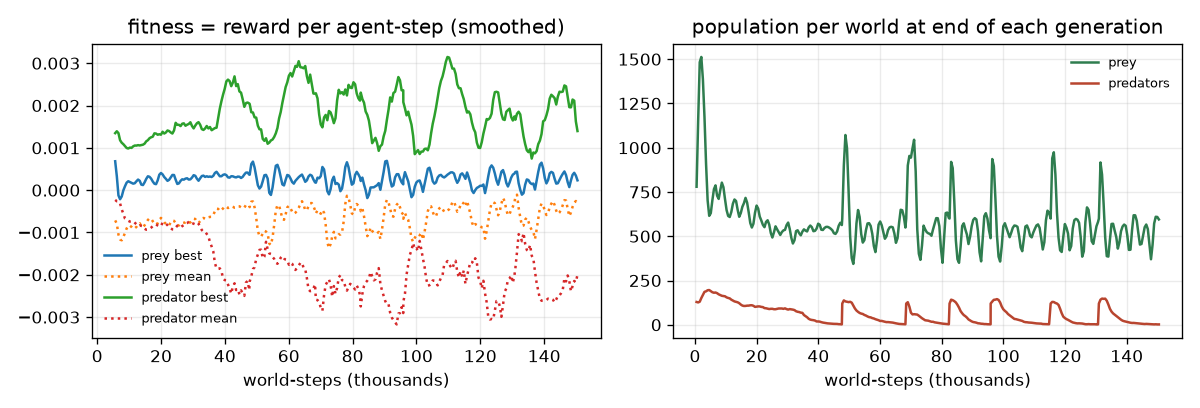 fitness = reward per agent-step (smoothed)
0.003
0.002
0.001
0.000
−0.001
−0.002
−0.003
prey best
prey mean
predator best
predator mean
0 20 40 60 80 100 120 140
world-steps (thousands)
population per world at end of each generation
1500
1250
1000
750
500
250
0
prey
predators
0 20 40 60 80 100 120 140
world-steps (thousands)